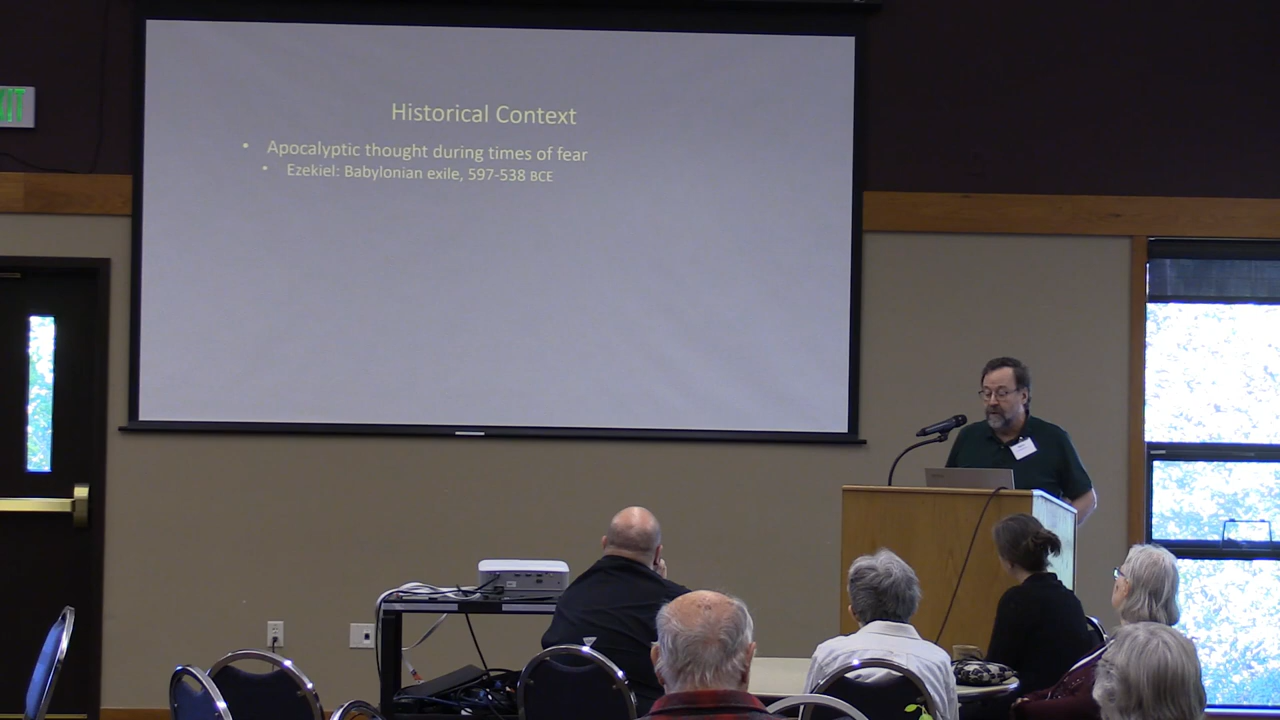 Historical Context
• Apocalyptic thought during times of fear
• Ezekiel: Babylonian exile, 597-538 BCE